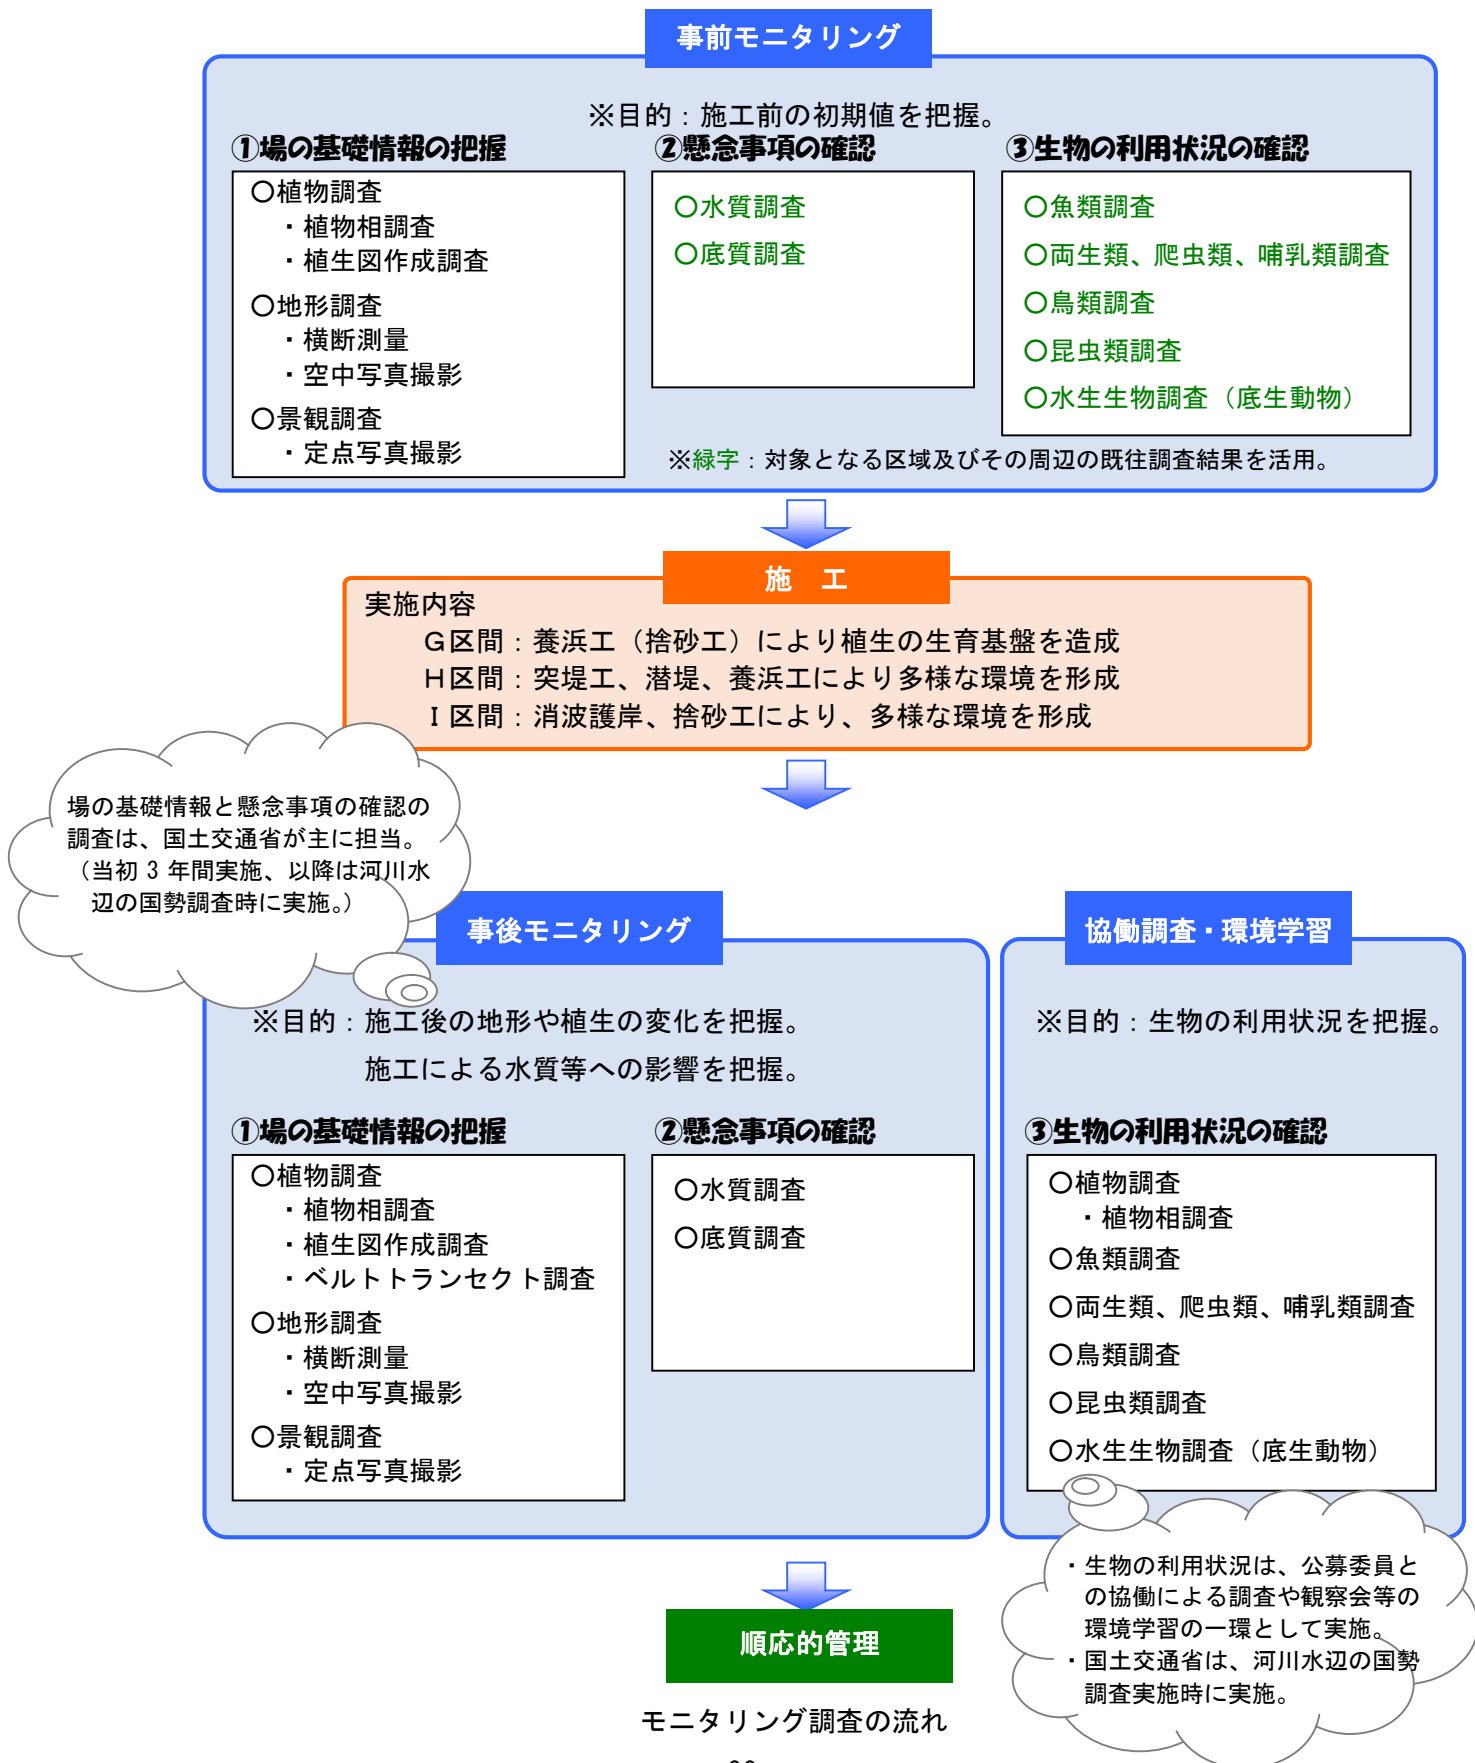 事前モニタリング
※目的：施工前の初期値を把握。
①場の基礎情報の把握
〇植物調査
・植物相調査
・植生図作成調査
〇地形調査
・横断測量
・空中写真撮影
〇景観調査
・定点写真撮影
②懸念事項の確認
〇水質調査
〇底質調査
③生物の利用状況の確認
〇魚類調査
〇両生類、爬虫類、哺乳類調査
〇鳥類調査
〇昆虫類調査
〇水生生物調査（底生動物）
※緑字：対象となる区域及びその周辺の既往調査結果を活用。
施　工
実施内容
Ｇ区間：養浜工（捨砂工）により植生の生育基盤を造成
Ｈ区間：突堤工、潜堤、養浜工により多様な環境を形成
Ｉ区間：消波護岸、捨砂工により、多様な環境を形成
場の基礎情報と懸念事項の確認の
調査は、国土交通省が主に担当。
（当初 3 年間実施、以降は河川水
辺の国勢調査時に実施。）
事後モニタリング
※目的：施工後の地形や植生の変化を把握。
施工による水質等への影響を把握。
①場の基礎情報の把握
〇植物調査
・植物相調査
・植生図作成調査
・ベルトトランセクト調査
〇地形調査
・横断測量
・空中写真撮影
〇景観調査
・定点写真撮影
②懸念事項の確認
〇水質調査
〇底質調査
協働調査・環境学習
※目的：生物の利用状況を把握。
③生物の利用状況の確認
〇植物調査
・植物相調査
〇魚類調査
〇両生類、爬虫類、哺乳類調査
〇鳥類調査
〇昆虫類調査
〇水生生物調査（底生動物）
・生物の利用状況は、公募委員と
の協働による調査や観察会等の
環境学習の一環として実施。
・国土交通省は、河川水辺の国勢
調査実施時に実施。
順応的管理
モニタリング調査の流れ